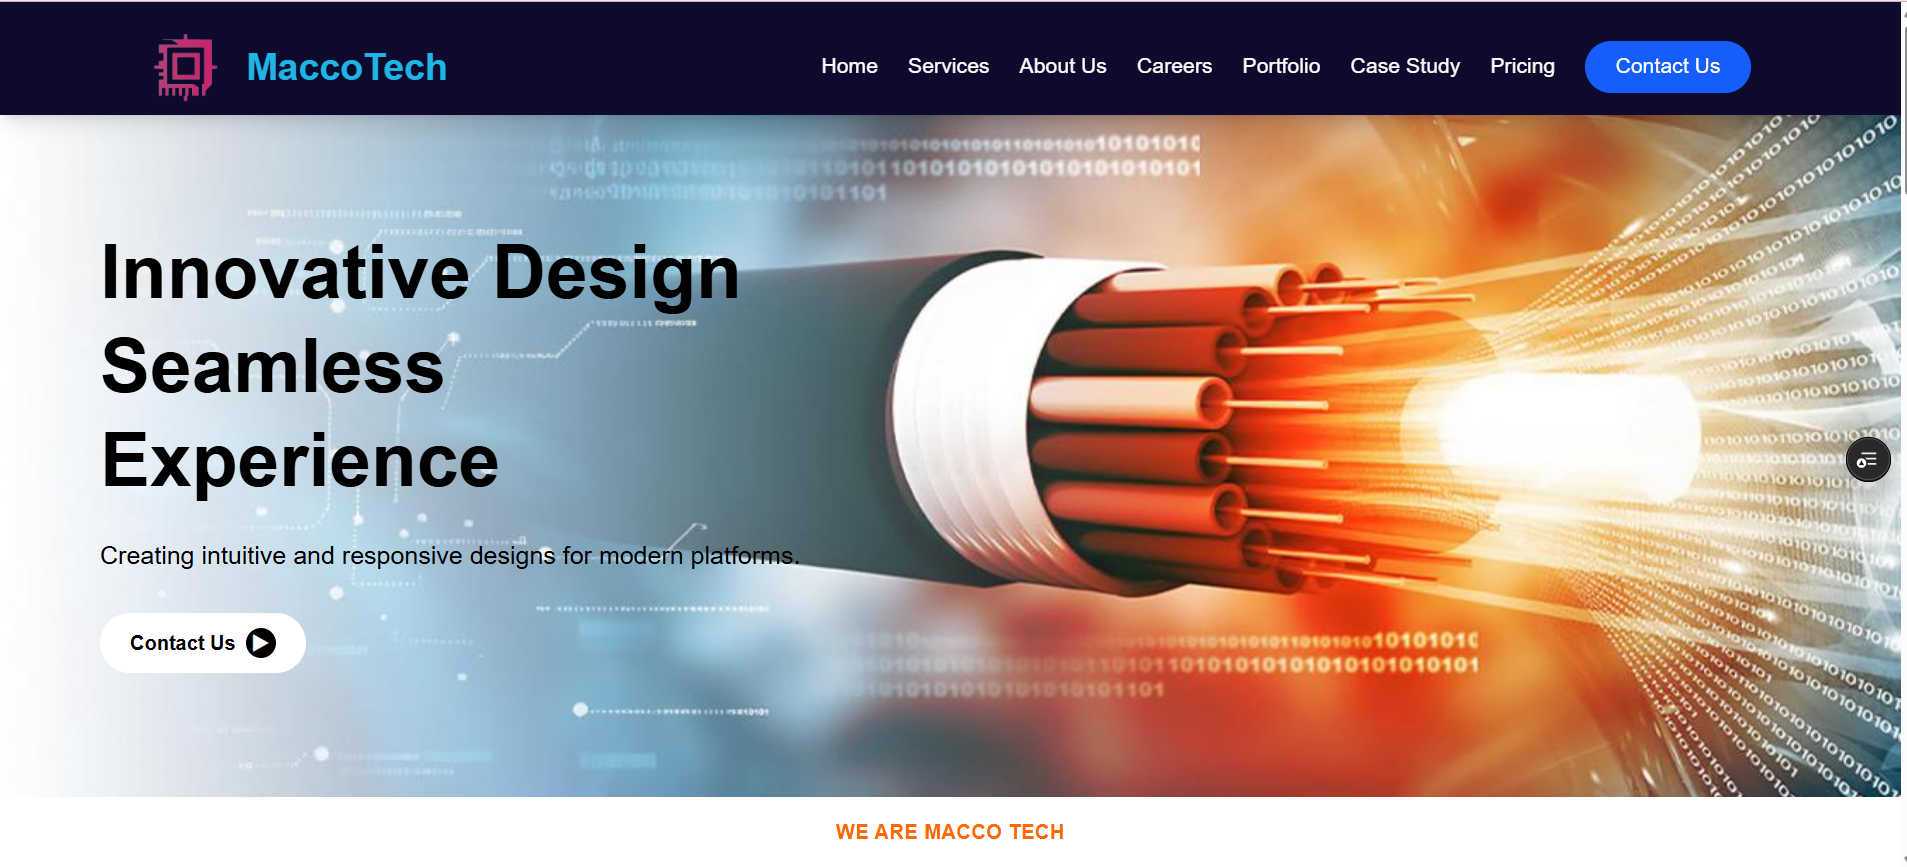 MaccoTech
Home Services About Us Careers Portfolio Case Study Pricing Contact Us
Innovative Design
Seamless
Experience
Creating intuitive and responsive designs for modern platforms.
Contact Us
WE ARE MACCO TECH